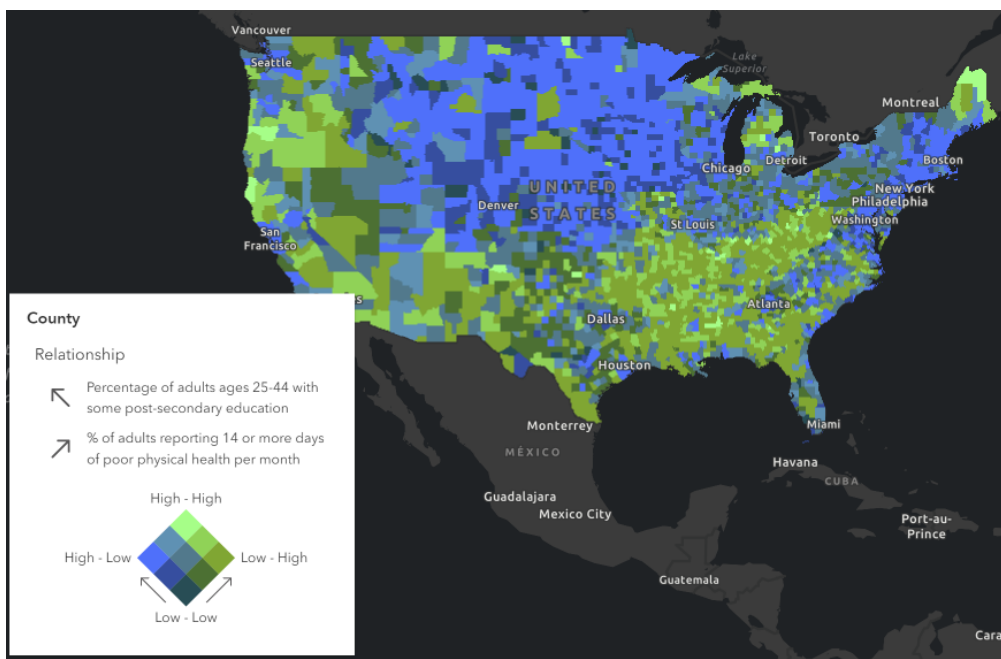 Vancouver
Seattle
Lake
Superior
Montreal
Toronto
Chicago
Detroit
Boston
New York
Philadelphia
Washington
UNITED
STATES
Denver
St Louis
San
Francisco
Atlanta
Dallas
Houston
Monterrey
Miami
MÉXICO
Havana
CUBA
Guadalajara
Mexico City
Port-au-
Prince
Guatemala
County
Relationship
Percentage of adults ages 25-44 with
some post-secondary education
% of adults reporting 14 or more days
of poor physical health per month
High - High
High - Low
Low - High
Low - Low